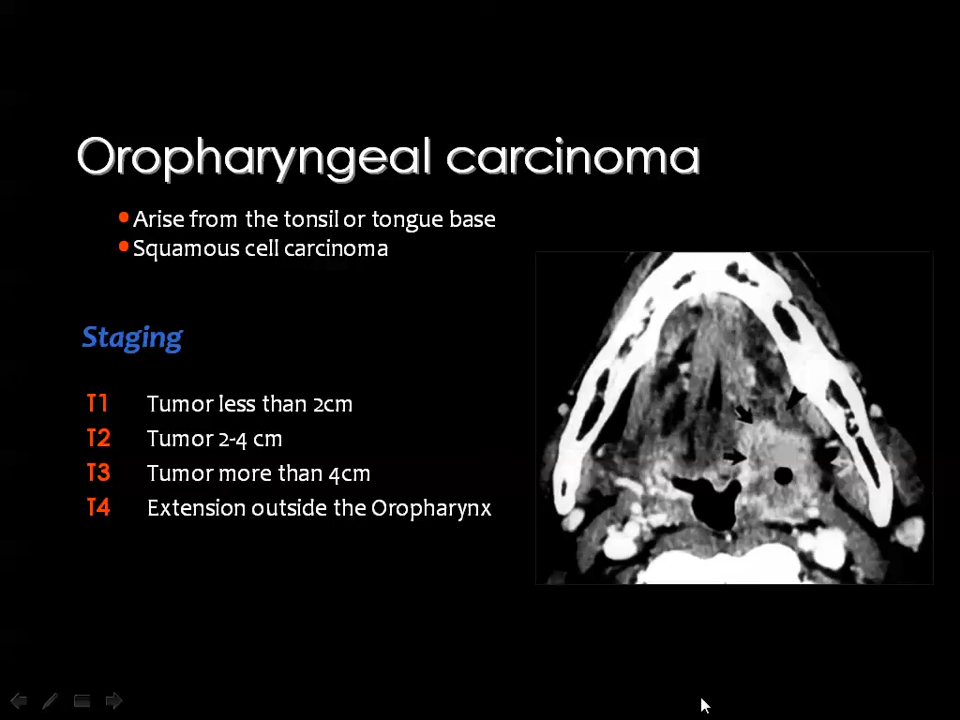 Oropharyngeal carcinoma
• Arise from the tonsil or tongue base
• Squamous cell carcinoma
Staging
T1 Tumor less than 2cm
T2 Tumor 2-4 cm
T3 Tumor more than 4cm
T4 Extension outside the Oropharynx